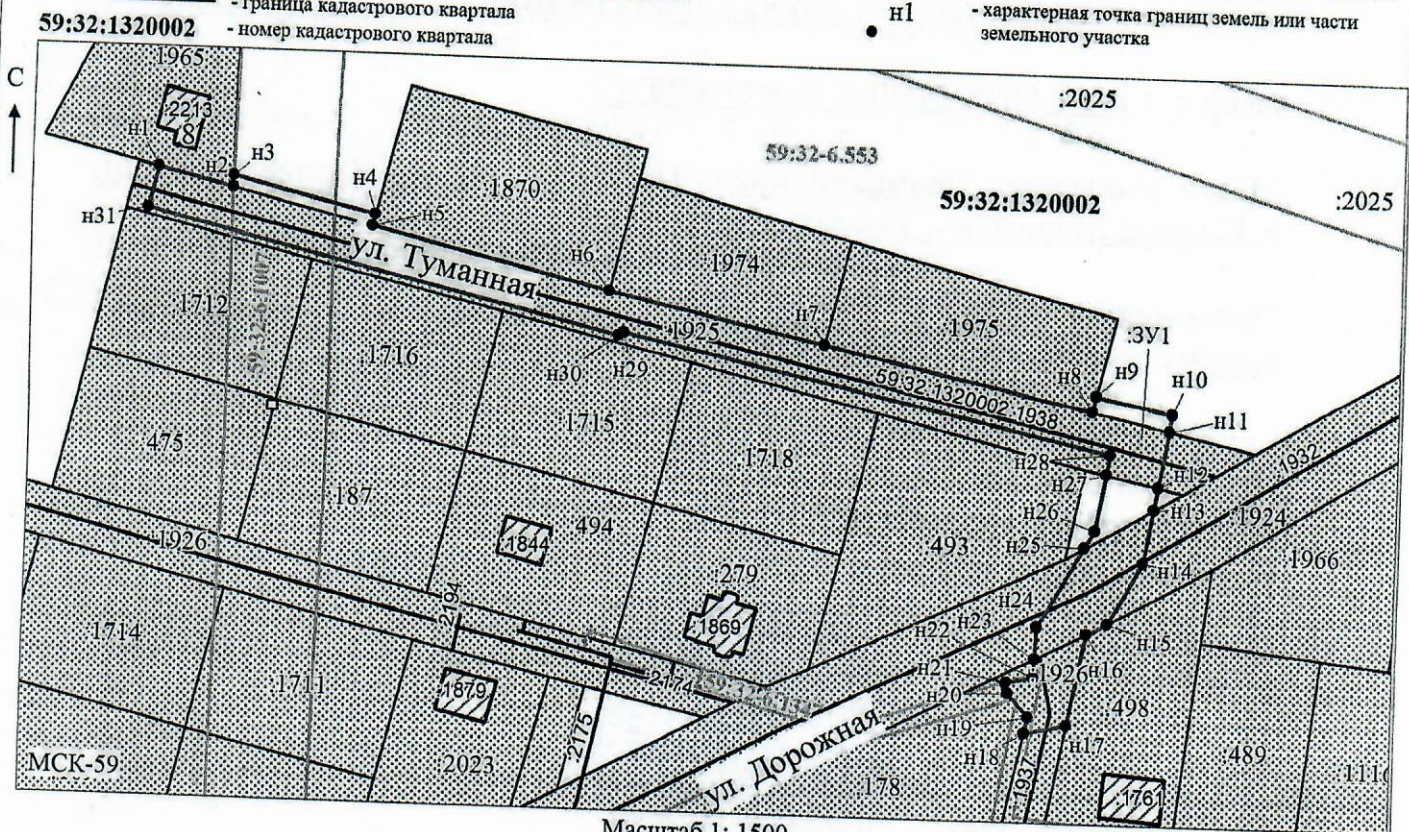 - граница кадастрового квартала
59:32:1320002 - номер кадастрового квартала
н1 - характерная точка границ земель или части
земельного участка
С
:1965
:2213
8
н1
н2
н3
н4
н5
н6
н7
н8
н9
н10
н11
н12
н13
н14
н15
н16
н17
н18
н19
н20
н21
н22
н23
н24
н25
н26
н27
н28
н29
н30
н31
:2025
59:32-6.553
59:32:1320002
:2025
:1870
:1974
:1975
:ЗУ1
ул. Туманная
:1925
59:32:1320002:1938
:1712
59:32-6.1007
:1716
:1715
:1718
:475
:187
:494
:1844
:493
:279
:1869
:1932
:1924
:1966
:1926
:2194
:1714
:1711
:1879
:2174
:2175
:2023
:1926
:498
:489
ул. Дорожная
:178
:1937
:1761
МСК-59
Масштаб 1: 1500